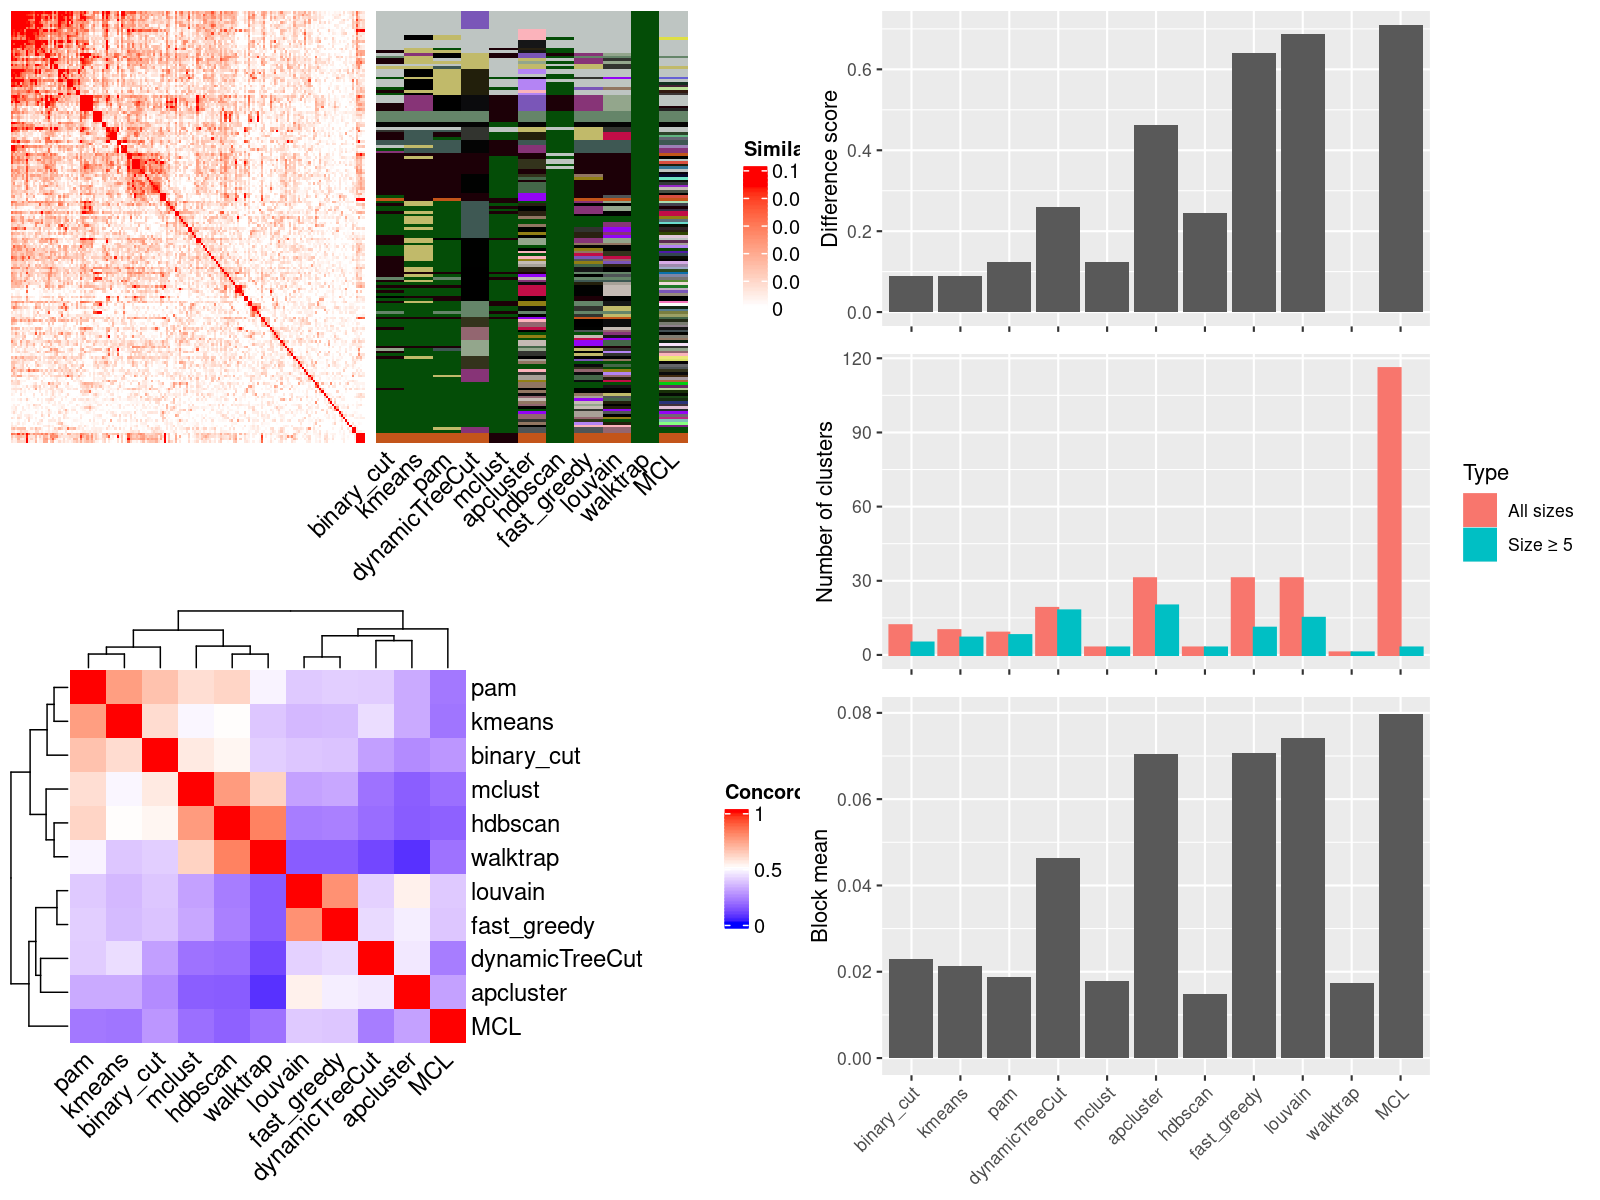 Simila
0.1
0.0
0.0
0.0
0.0
0
binary_cut
kmeans
pam
dynamicTreeCut
mclust
apcluster
hdbscan
fast_greedy
louvain
walktrap
MCL
Concord
1
0.5
0
pam
kmeans
binary_cut
mclust
hdbscan
walktrap
louvain
fast_greedy
dynamicTreeCut
apcluster
MCL
pam
kmeans
binary_cut
mclust
hdbscan
walktrap
louvain
fast_greedy
dynamicTreeCut
apcluster
MCL
Difference score
0.6
0.4
0.2
0.0
Number of clusters
120
90
60
30
0
Type
All sizes
Size ≥ 5
Block mean
0.08
0.06
0.04
0.02
0.00
binary_cut
kmeans
pam
dynamicTreeCut
mclust
apcluster
hdbscan
fast_greedy
louvain
walktrap
MCL